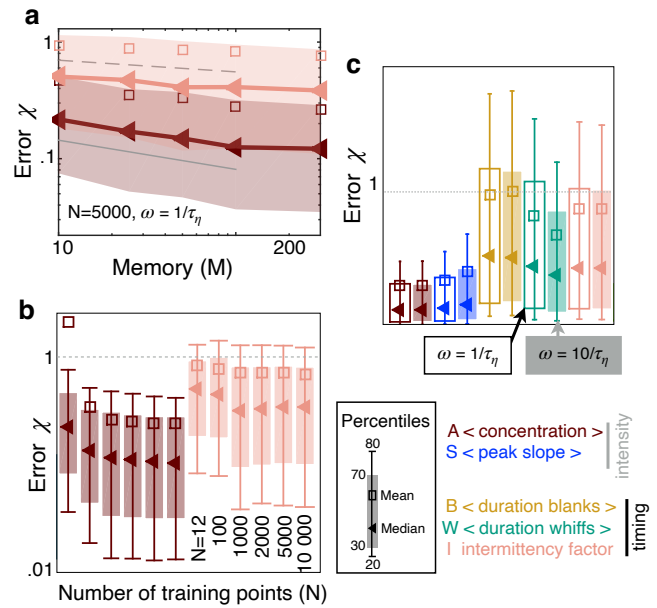 a
1
.1
Error χ
N=5000, ω = 1/τη
10
200
Memory (M)
b
1
.01
Error χ
N=12
100
1000
2000
5000
10 000
Number of training points (N)
c
Error χ
1
ω = 1/τη
ω = 10/τη
Percentiles
80
70
Mean
Median
30
20
A < concentration >
S < peak slope >
intensity
B < duration blanks >
W < duration whiffs >
I intermittency factor
timing